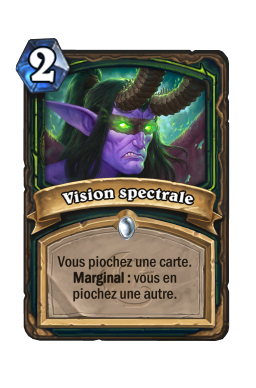 2
Vision spectrale
Vous piochez une carte.
Marginal : vous en
piochez une autre.